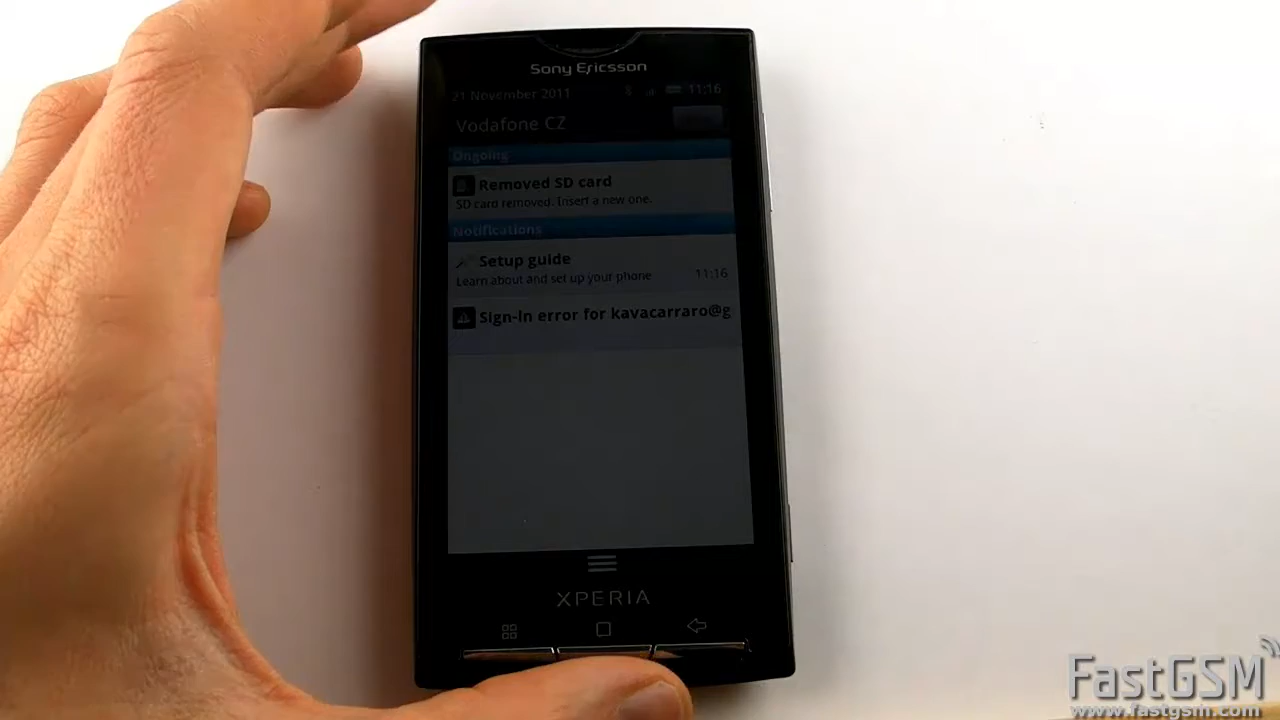 Sony Ericsson
21 November 2011 11:16
Vodafone CZ
Ongoing
Removed SD card
SD card removed. Insert a new one.
Notifications
Setup guide
Learn about and set up your phone 11:16
Sign-in error for kavacarraro@g
XPERIA
FastGSM
www.fastgsm.com